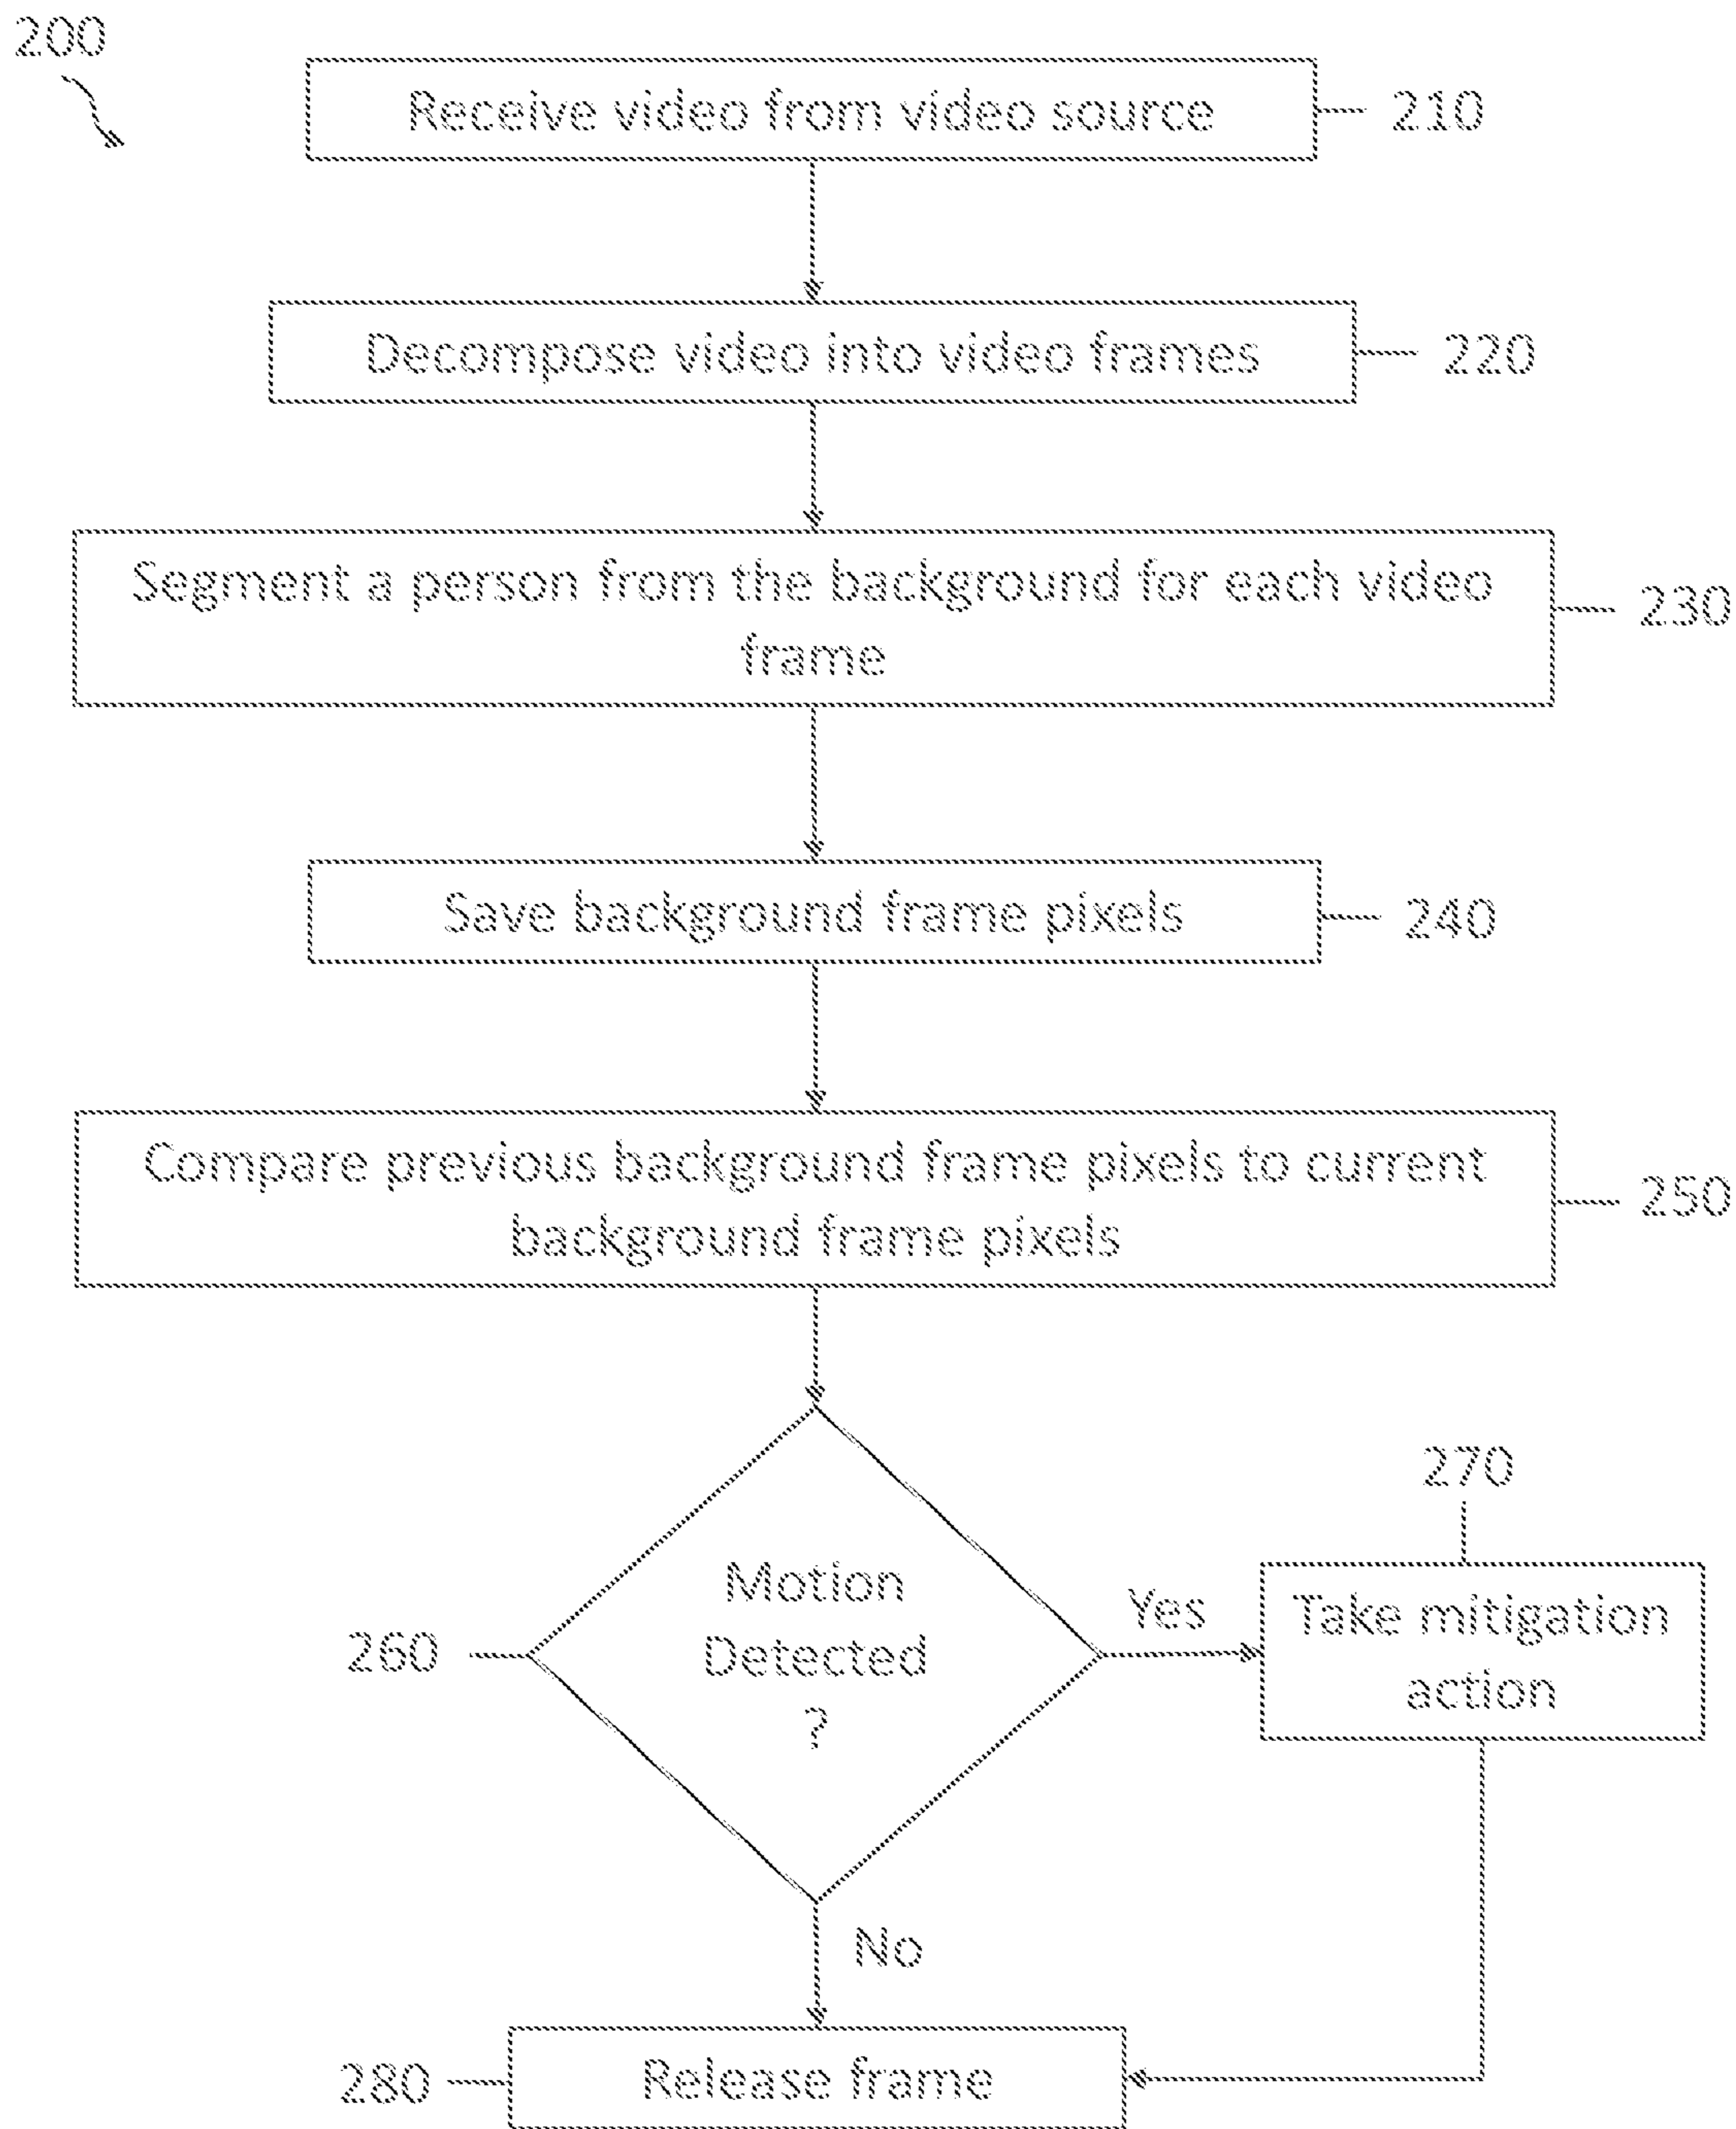 200
Receive video from video source
210
Decompose video into video frames
220
Segment a person from the background for each video
frame
230
Save background frame pixels
240
Compare previous background frame pixels to current
background frame pixels
250
Motion
Detected
?
260
Yes
270
Take mitigation
action
No
Release frame
280